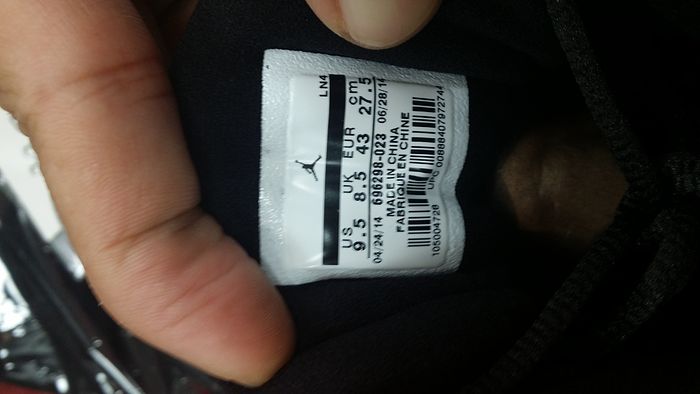 LN4
US UK EUR cm
9.5 8.5 43 27.5
04/24/14 696298-023 06/28/14
MADE IN CHINA
FABRIQUE EN CHINE
UPC 00888407972744
105004726